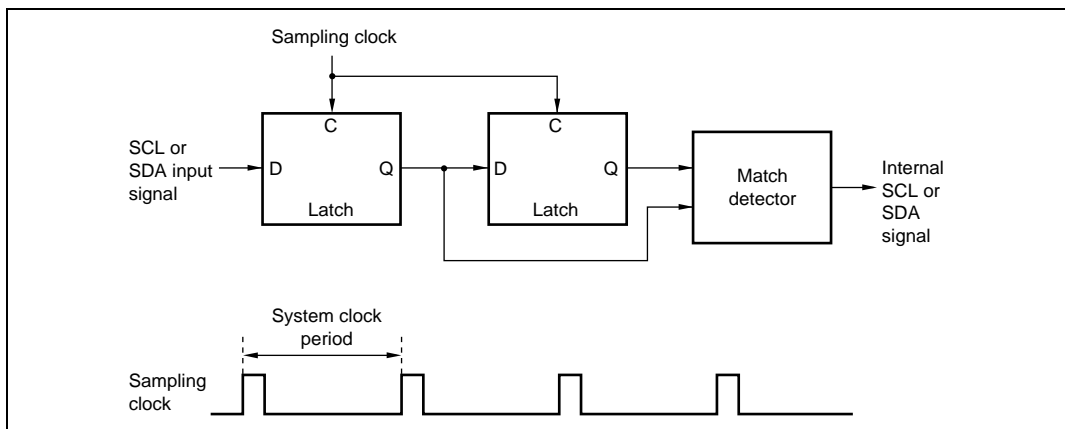 Sampling clock
SCL or
SDA input
signal
C
D
Q
Latch
C
D
Q
Latch
Match
detector
Internal
SCL or
SDA
signal
System clock
period
Sampling
clock